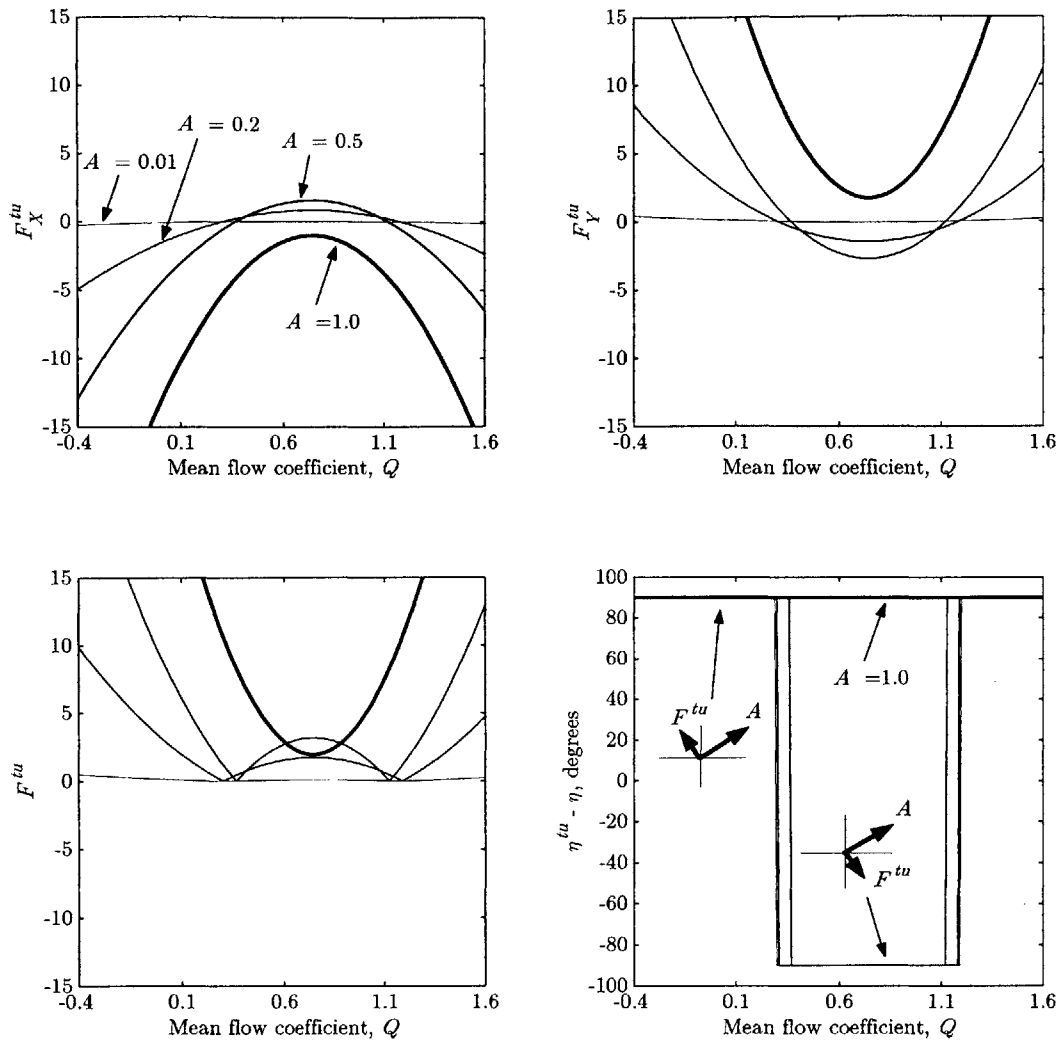 15
10
5
0
-5
-10
-15
-0.4 0.1 0.6 1.1 1.6
F_X^{tu}
A = 0.01
A = 0.2
A = 0.5
A =1.0
Mean flow coefficient, Q
15
10
5
0
-5
-10
-15
-0.4 0.1 0.6 1.1 1.6
F_Y^{tu}
Mean flow coefficient, Q
15
10
5
0
-5
-10
-15
-0.4 0.1 0.6 1.1 1.6
F^{tu}
Mean flow coefficient, Q
100
80
60
40
20
0
-20
-40
-60
-80
-100
-0.4 0.1 0.6 1.1 1.6
η^{tu} - η, degrees
A =1.0
F^{tu}
A
A
F^{tu}
Mean flow coefficient, Q